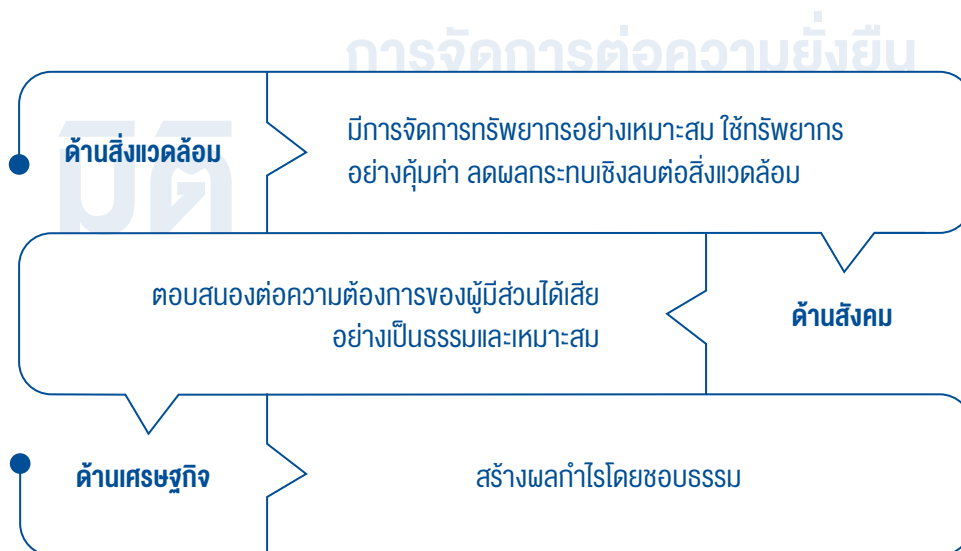 การจัดการต่อความยั่งยืน
มิติ
ด้านสิ่งแวดล้อม
มีการจัดการทรัพยากรอย่างเหมาะสม ใช้ทรัพยากร
อย่างคุ้มค่า ลดผลกระทบเชิงลบต่อสิ่งแวดล้อม
ตอบสนองต่อความต้องการของผู้มีส่วนได้เสีย
อย่างเป็นธรรมและเหมาะสม
ด้านสังคม
ด้านเศรษฐกิจ
สร้างผลกำไรโดยชอบธรรม